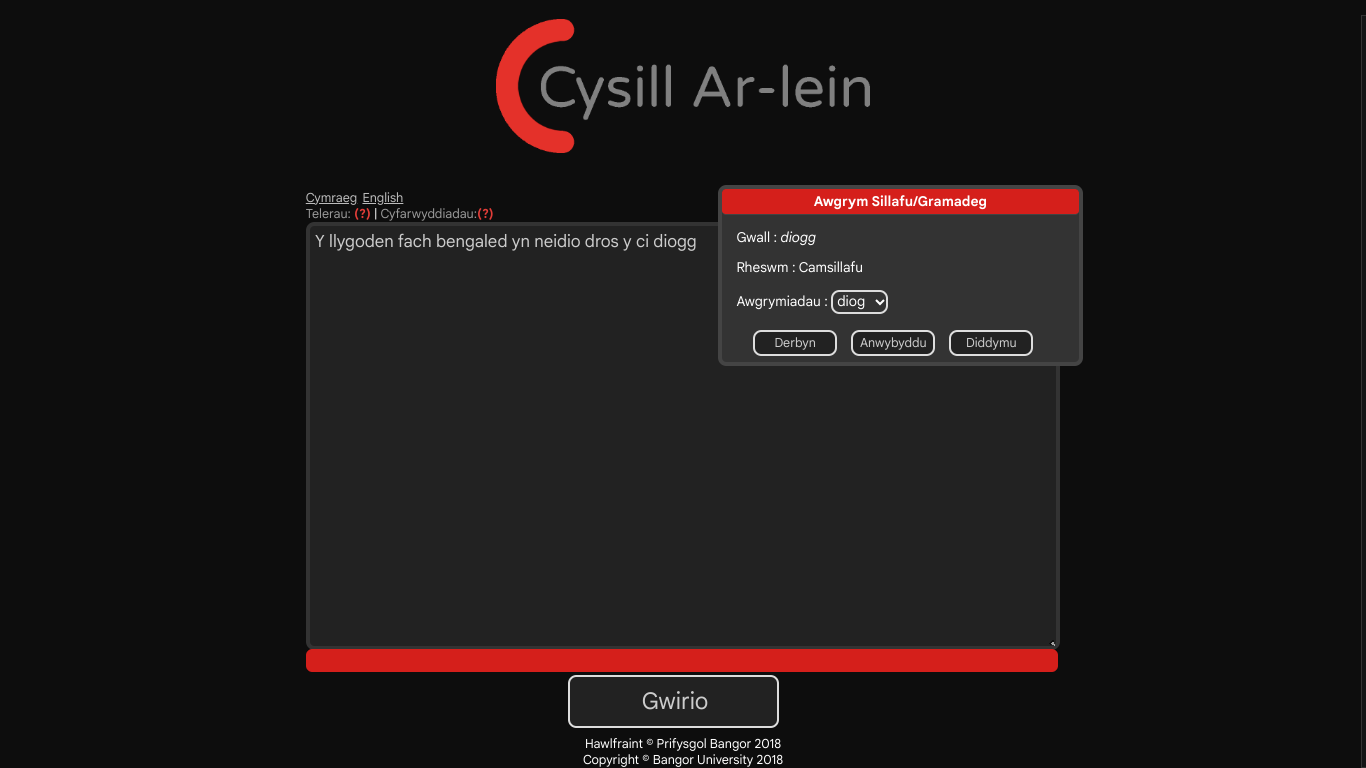 Cysill Ar-lein
Cymraeg English
Telerau: (?) | Cyfarwyddiadau:(?)
Y llygoden fach bengaled yn neidio dros y ci diogg
Awgrym Sillafu/Gramadeg
Gwall : diogg
Rheswm : Camsillafu
Awgrymiadau : diog
Derbyn Anwybyddu Diddymu
Gwirio
Hawlfraint © Prifysgol Bangor 2018
Copyright © Bangor University 2018